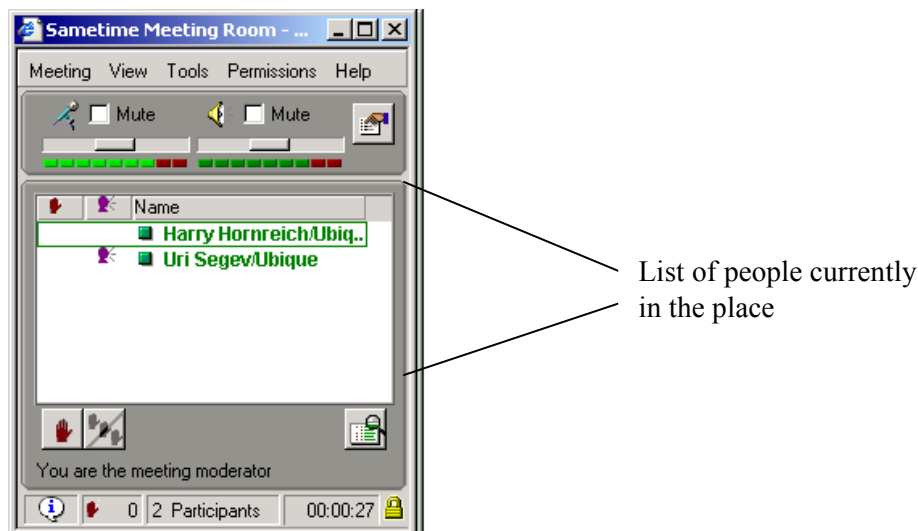 Sametime Meeting Room - ...
Meeting View Tools Permissions Help
Mute Mute
Name
Harry Hornreich/Ubiq..
Uri Segev/Ubique
List of people currently
in the place
You are the meeting moderator
0 2 Participants 00:00:27